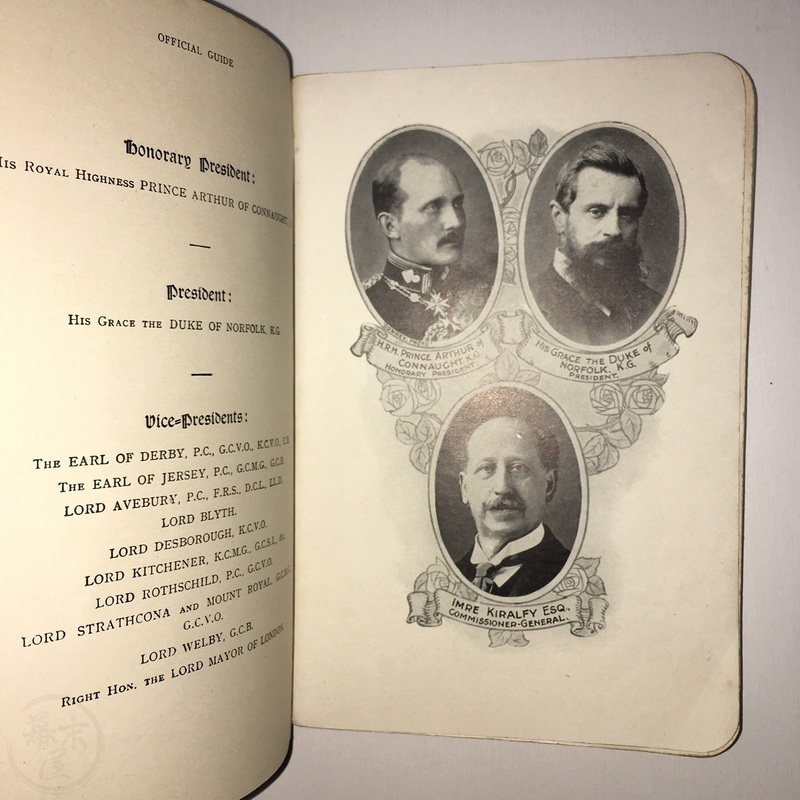 OFFICIAL GUIDE
Honorary President:
His Royal Highness PRINCE ARTHUR OF CONNAUGHT,
President:
His Grace the DUKE OF NORFOLK, K.G.
Vice-Presidents:
The EARL OF DERBY, P.C., G.C.V.O., K.C.V.O., C.B.
The EARL OF JERSEY, P.C., G.C.M.G., G.C.B.
LORD AVEBURY, P.C., F.R.S., D.C.L., LL.D.
LORD BLYTH.
LORD DESBOROUGH, K.C.V.O.
LORD KITCHENER, K.C.M.G., G.C.S.I., &c.
LORD ROTHSCHILD, P.C., G.C.V.O.
LORD STRATHCONA AND MOUNT ROYAL, G.C.M.G.,
G.C.V.O.
LORD WELBY, G.C.B.
Right Hon. the LORD MAYOR OF LONDON.
H.R.H. PRINCE ARTHUR of
CONNAUGHT, K.G.
HONORARY PRESIDENT
HIS GRACE THE DUKE of
NORFOLK, K.G.
PRESIDENT.
IMRE KIRALFY ESQ.,
COMMISSIONER-GENERAL.
幕末屋